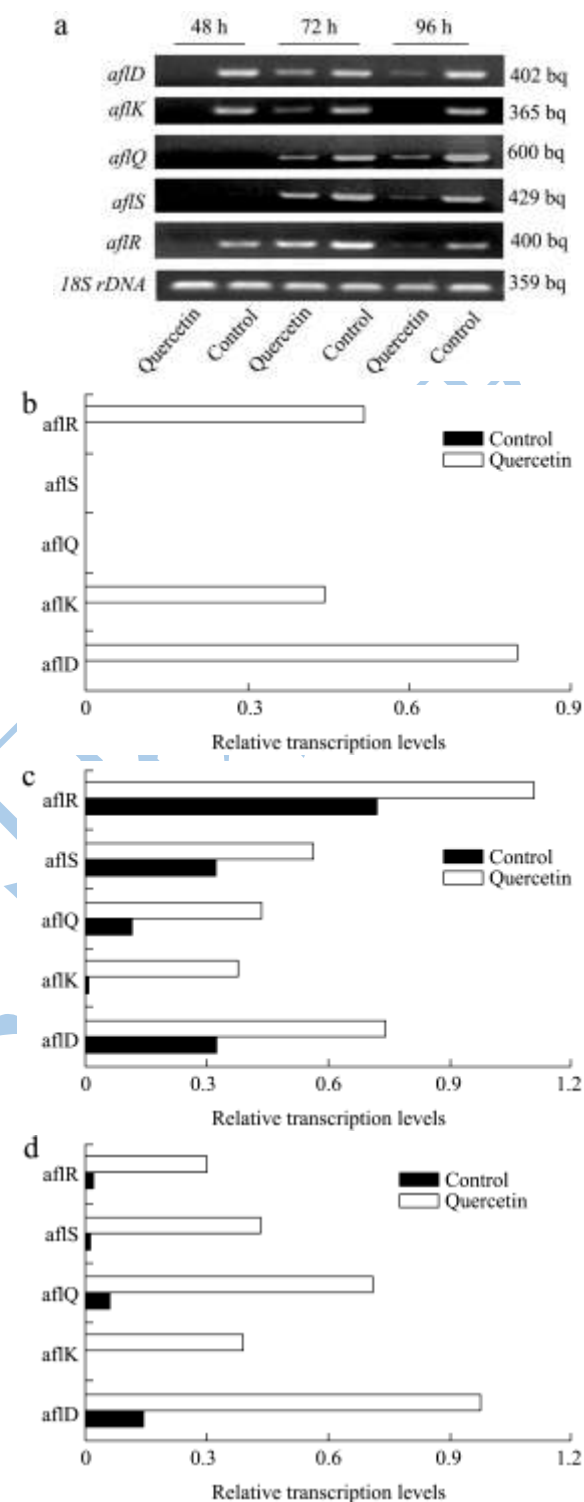 a
48 h 72 h 96 h
aflD 402 bq
aflK 365 bq
aflQ 600 bq
aflS 429 bq
aflR 400 bq
18S rDNA 359 bq
Quercetin Control Quercetin Control Quercetin Control
b
aflR
Control
Quercetin
aflS
aflQ
aflK
aflD
0 0.3 0.6 0.9
Relative transcription levels
c
aflR
aflS
Control
Quercetin
aflQ
aflK
aflD
0 0.3 0.6 0.9 1.2
Relative transcription levels
d
aflR
Control
Quercetin
aflS
aflQ
aflK
aflD
0 0.3 0.6 0.9 1.2
Relative transcription levels